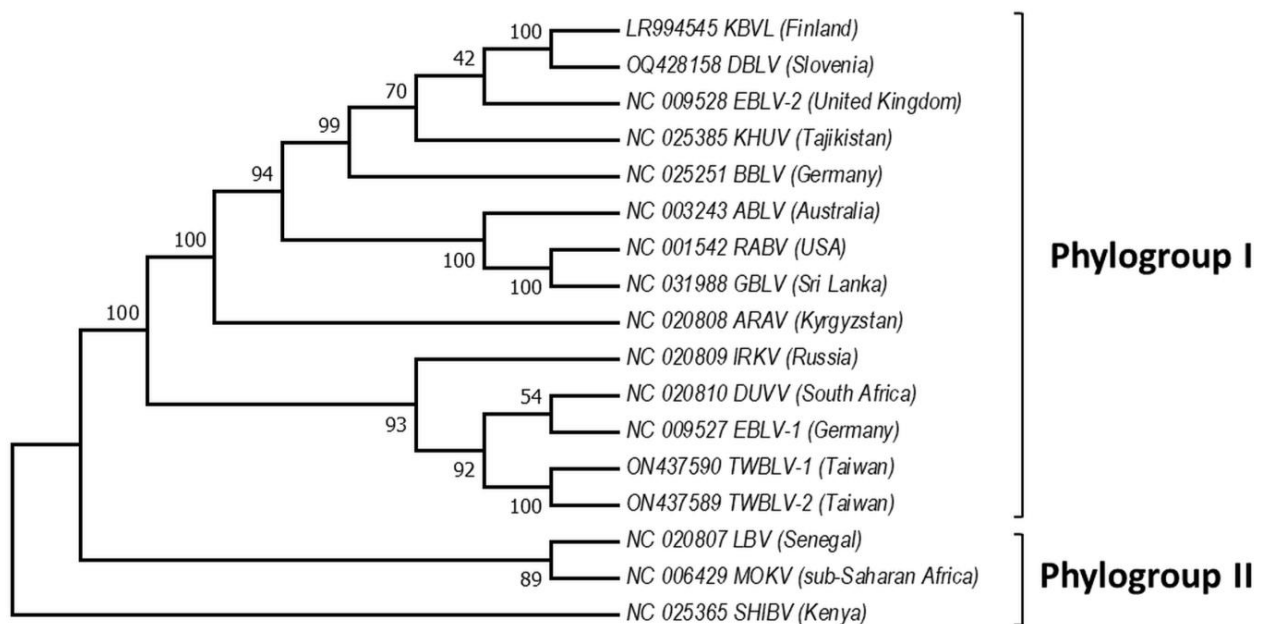 100
LR994545 KBVL (Finland)
42
OQ428158 DBLV (Slovenia)
70
NC 009528 EBLV-2 (United Kingdom)
99
NC 025385 KHUV (Tajikistan)
94
NC 025251 BBLV (Germany)
NC 003243 ABLV (Australia)
100
NC 001542 RABV (USA)
100
100
NC 031988 GBLV (Sri Lanka)
Phylogroup I
100
NC 020808 ARAV (Kyrgyzstan)
NC 020809 IRKV (Russia)
54
NC 020810 DUVV (South Africa)
93
NC 009527 EBLV-1 (Germany)
92
ON437590 TWBLV-1 (Taiwan)
100
ON437589 TWBLV-2 (Taiwan)
NC 020807 LBV (Senegal)
89
NC 006429 MOKV (sub-Saharan Africa)
Phylogroup II
NC 025365 SHIBV (Kenya)